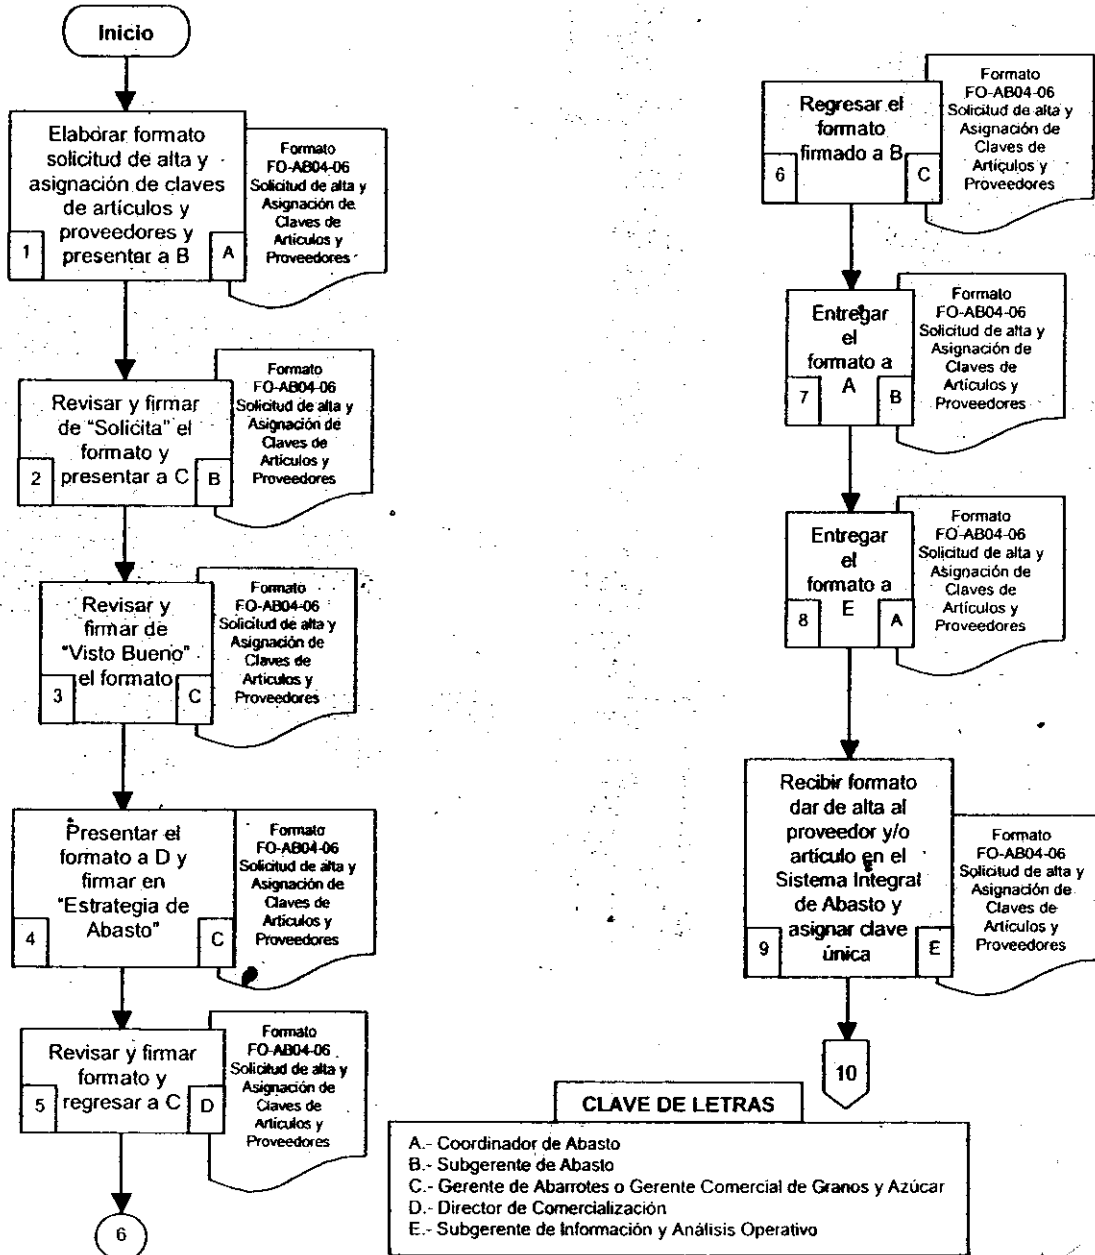 Inicio
Elaborar formato
solicitud de alta y
asignación de claves
de artículos y
proveedores y
presentar a B
1
A
Formato
FO-AB04-06
Solicitud de alta y
Asignación de
Claves de
Artículos y
Proveedores
Revisar y firmar
de "Solicita" el
formato y
presentar a C
2
B
Formato
FO-AB04-06
Solicitud de alta y
Asignación de
Claves de
Artículos y
Proveedores
Revisar y
firmar de
"Visto Bueno"
el formato
3
C
Formato
FO-AB04-06
Solicitud de alta y
Asignación de
Claves de
Artículos y
Proveedores
Presentar el
formato a D y
firmar en
"Estrategia de
Abasto"
4
C
Formato
FO-AB04-06
Solicitud de alta y
Asignación de
Claves de
Artículos y
Proveedores
Revisar y firmar
formato y
regresar a C
5
D
Formato
FO-AB04-06
Solicitud de alta y
Asignación de
Claves de
Artículos y
Proveedores
6
Regresar el
formato
firmado a B
6
C
Formato
FO-AB04-06
Solicitud de alta y
Asignación de
Claves de
Artículos y
Proveedores
Entregar
el
formato a
A
7
B
Formato
FO-AB04-06
Solicitud de alta y
Asignación de
Claves de
Artículos y
Proveedores
Entregar
el
formato a
E
8
A
Formato
FO-AB04-06
Solicitud de alta y
Asignación de
Claves de
Artículos y
Proveedores
Recibir formato
dar de alta al
proveedor y/o
artículo en el
Sistema Integral
de Abasto y
asignar clave
única
9
E
Formato
FO-AB04-06
Solicitud de alta y
Asignación de
Claves de
Artículos y
Proveedores
10
CLAVE DE LETRAS
A.- Coordinador de Abasto
B.- Subgerente de Abasto
C.- Gerente de Abarrotes o Gerente Comercial de Granos y Azúcar
D.- Director de Comercialización
E.- Subgerente de Información y Análisis Operativo